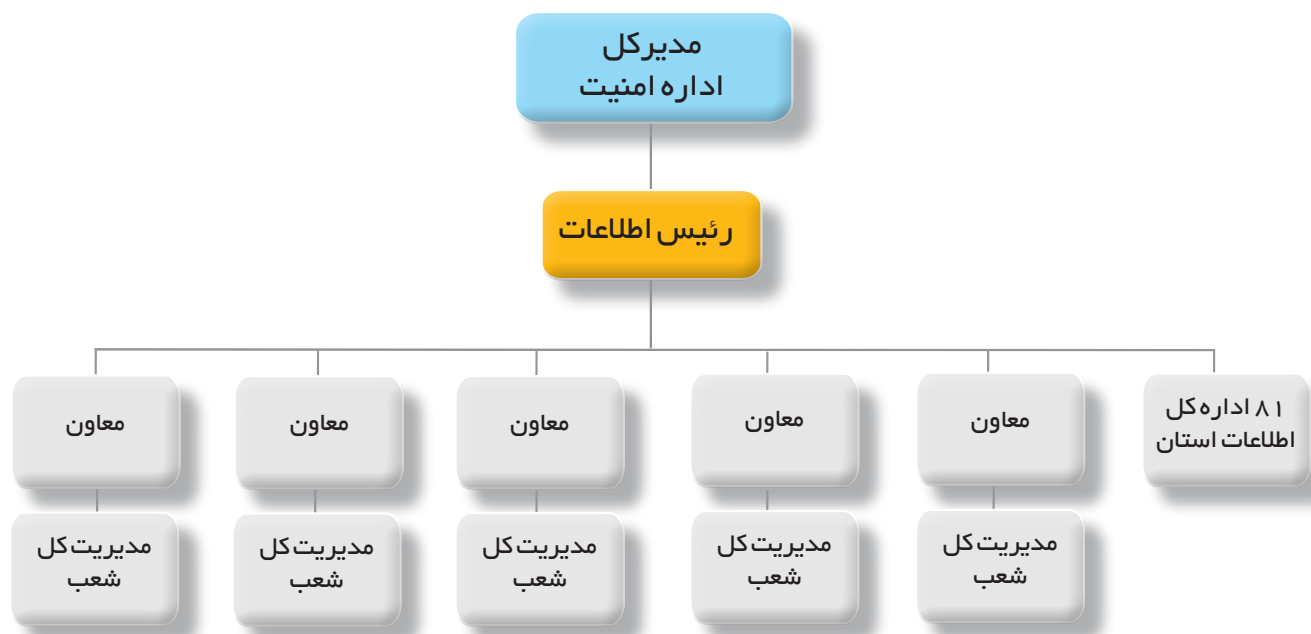 مدیرکل
اداره امنیت
رئیس اطلاعات
۸۱ اداره کل
اطلاعات استان
معاون
معاون
معاون
معاون
معاون
مدیریت کل
شعب
مدیریت کل
شعب
مدیریت کل
شعب
مدیریت کل
شعب
مدیریت کل
شعب